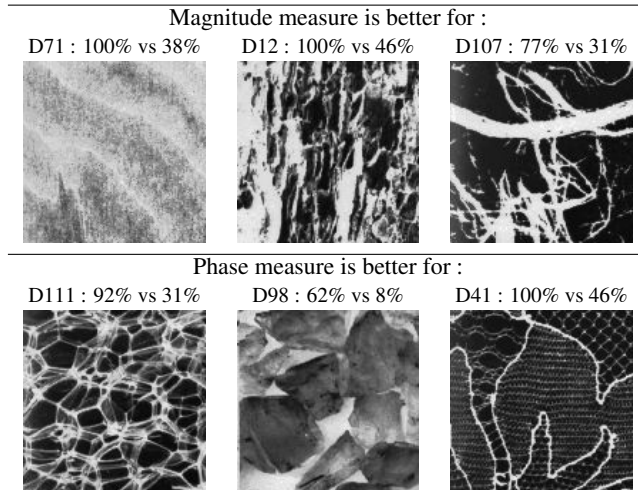 Magnitude measure is better for :
D71 : 100% vs 38% D12 : 100% vs 46% D107 : 77% vs 31%
Phase measure is better for :
D111 : 92% vs 31% D98 : 62% vs 8% D41 : 100% vs 46%